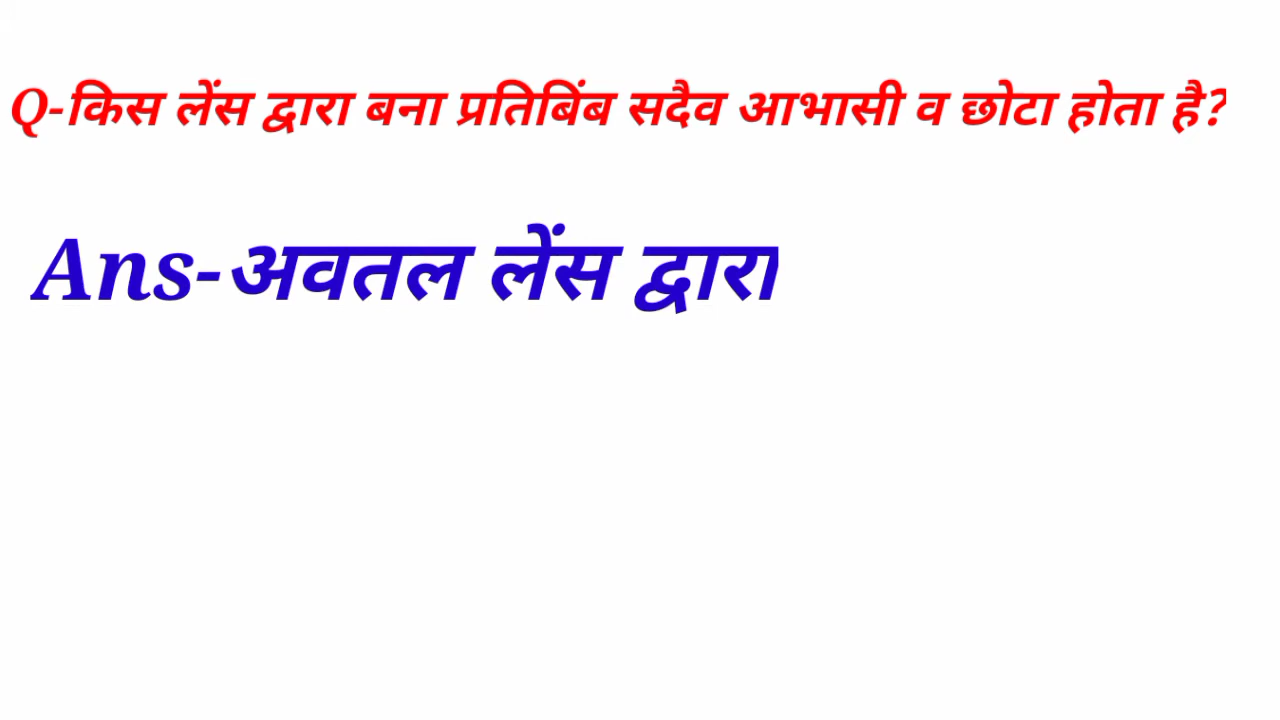 Q-किस लेंस द्वारा बना प्रतिबिंब सदैव आभासी व छोटा होता है?
Ans-अवतल लेंस द्वारा